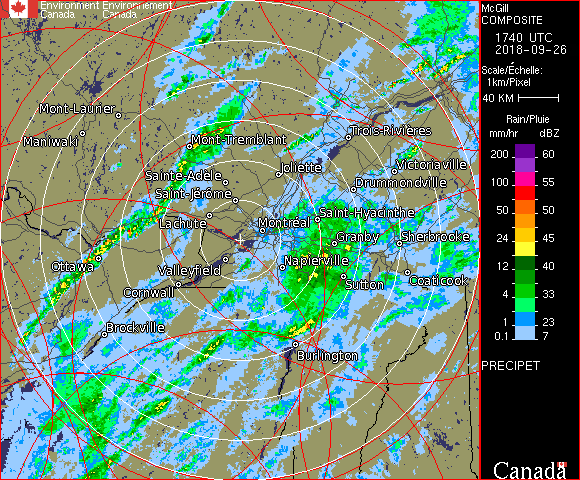 Environment Environnement
Canada Canada
Mont-Laurier
Maniwaki
Mont-Tremblant
Trois-Rivières
Sainte-Adèle
Joliette
Victoriaville
Saint-Jérôme
Drummondville
Lachute
Saint-Hyacinthe
Montréal
Granby
Sherbrooke
Ottawa
Valleyfield
Napierville
Coaticook
Cornwall
Sutton
Brockville
Burlington
McGill
COMPOSITE
1740 UTC
2018-09-26
Scale/Échelle:
1km/Pixel
40 KM
Rain/Pluie
mm/hr dBZ
200 60
100 55
50 50
24 45
12 40
4 33
1 23
0.1 7
PRECIPET
Canada